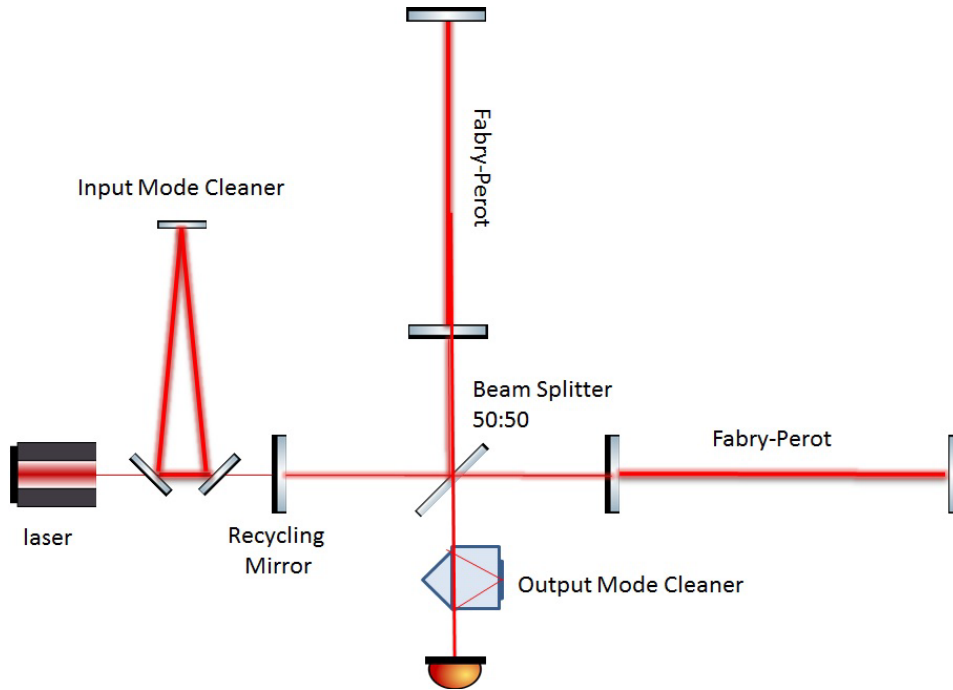 Fabry-Perot
Input Mode Cleaner
Beam Splitter
50:50
Fabry-Perot
laser
Recycling
Mirror
Output Mode Cleaner